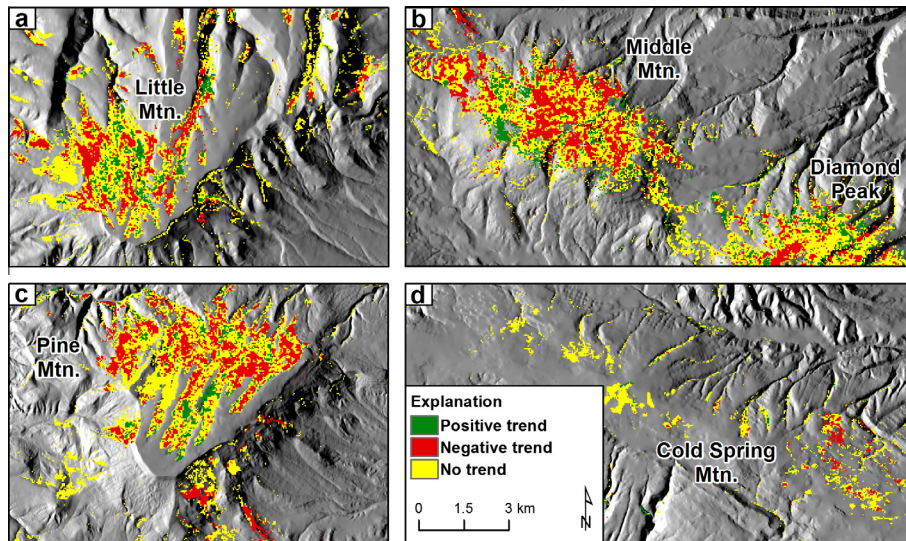 a
Little
Mtn.
b
Middle
Mtn.
Diamond
Peak
c
Pine
Mtn.
d
Cold Spring
Mtn.
Explanation
Positive trend
Negative trend
No trend
0 1.5 3 km
N